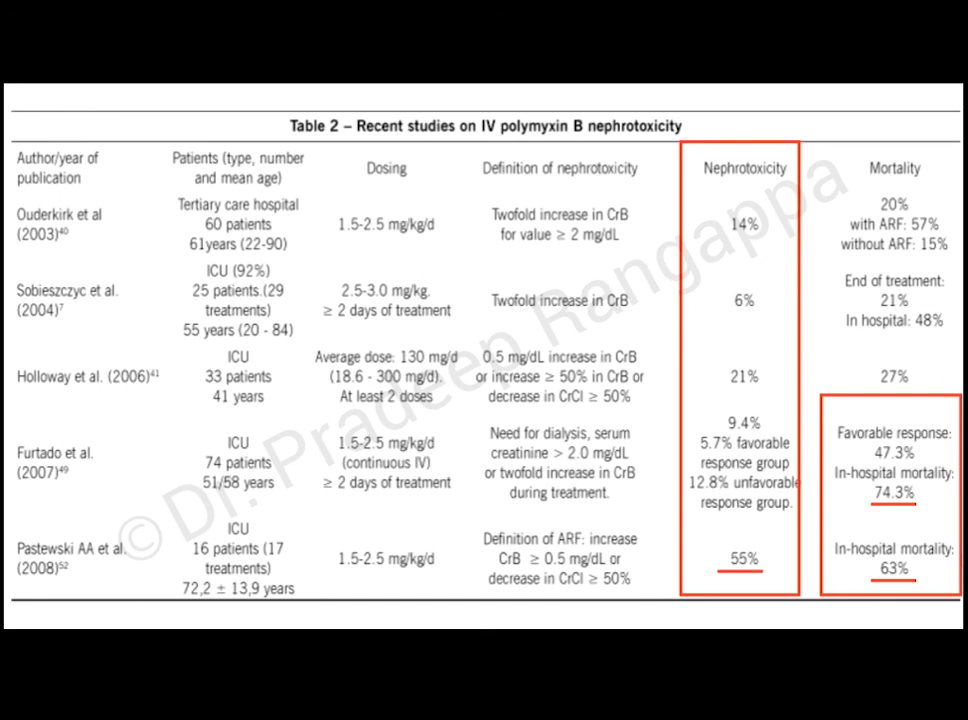 Table 2 – Recent studies on IV polymyxin B nephrotoxicity
Author/year of publication Patients (type, number and mean age) Dosing Definition of nephrotoxicity Nephrotoxicity Mortality
Ouderkirk et al (2003)⁴⁰ Tertiary care hospital 60 patients 61years (22-90) 1.5-2.5 mg/kg/d Twofold increase in CrB for value ≥ 2 mg/dL 14% 20% with ARF: 57% without ARF: 15%
Sobieszczyc et al. (2004)⁷ ICU (92%) 25 patients.(29 treatments) 55 years (20 - 84) 2.5-3.0 mg/kg. ≥ 2 days of treatment Twofold increase in CrB 6% End of treatment: 21% In hospital: 48%
Holloway et al. (2006)⁴¹ ICU 33 patients 41 years Average dose: 130 mg/d (18.6 - 300 mg/d). At least 2 doses 0.5 mg/dL increase in CrB or increase ≥ 50% in CrB or decrease in CrCl ≥ 50% 21% 27%
Furtado et al. (2007)⁴⁹ ICU 74 patients 51/58 years 1.5-2.5 mg/kg/d (continuous IV) ≥ 2 days of treatment Need for dialysis, serum creatinine > 2.0 mg/dL or twofold increase in CrB during treatment. 9.4% 5.7% favorable response group 12.8% unfavorable response group. Favorable response: 47.3% In-hospital mortality: 74.3%
Pastewski AA et al. (2008)⁵² ICU 16 patients (17 treatments) 72,2 ± 13,9 years 1.5-2.5 mg/kg/d Definition of ARF: increase CrB ≥ 0.5 mg/dL or decrease in CrCl ≥ 50% 55% In-hospital mortality: 63%
© Dr. Pradeep Rangappa